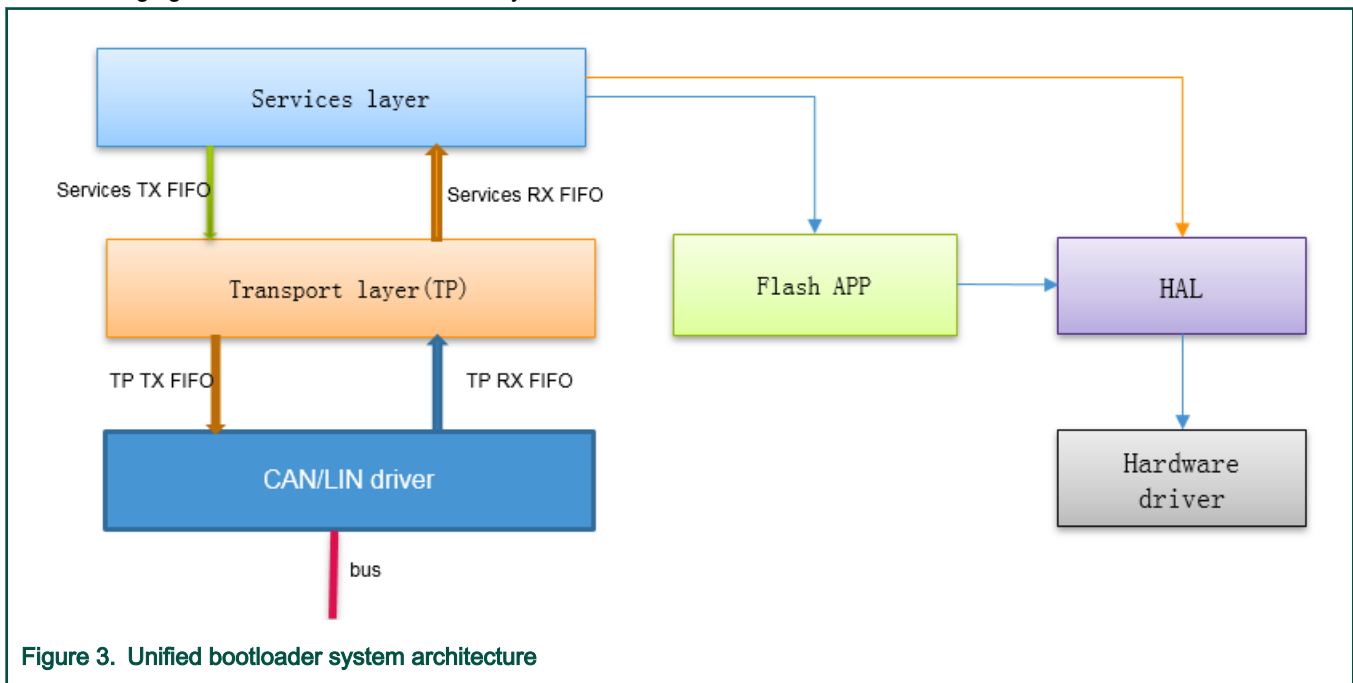 Services layer
Services TX FIFO
Services RX FIFO
Transport layer(TP)
Flash APP
HAL
TP TX FIFO
TP RX FIFO
CAN/LIN driver
Hardware
driver
bus
Figure 3. Unified bootloader system architecture